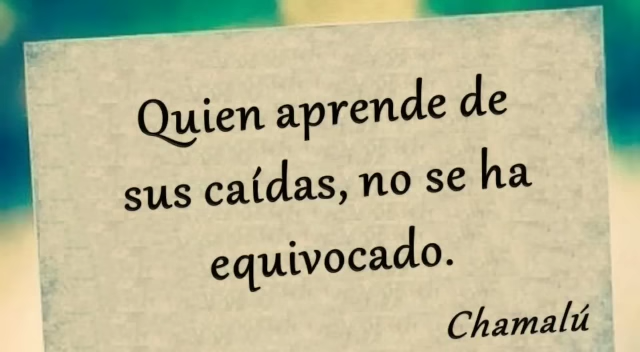 Quien aprende de
sus caídas, no se ha
equivocado.
Chamalú